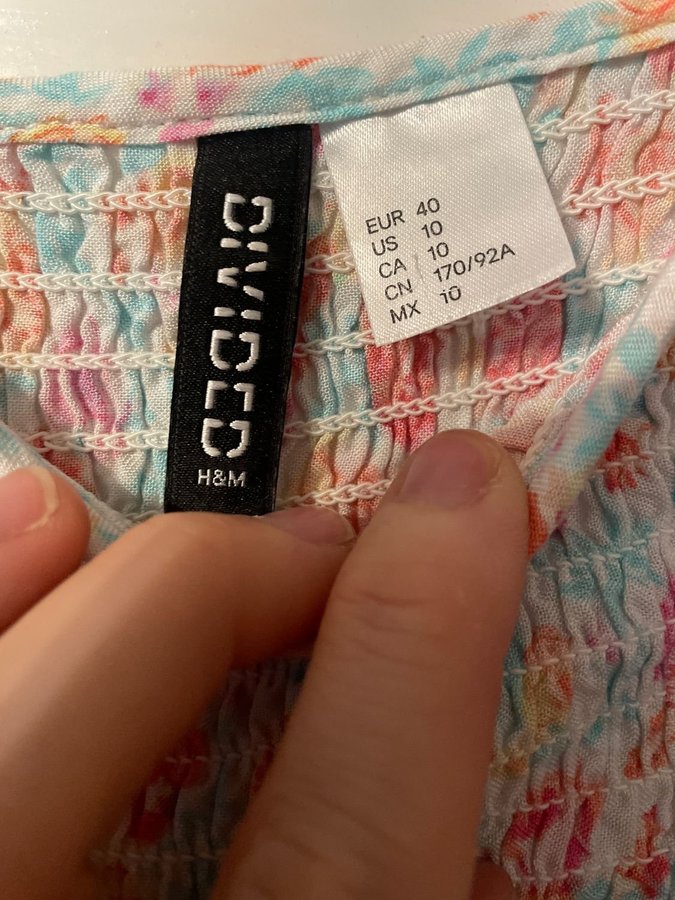 DIVIDED
H&M
EUR 40
US 10
CA 10
CN 170/92A
MX 10